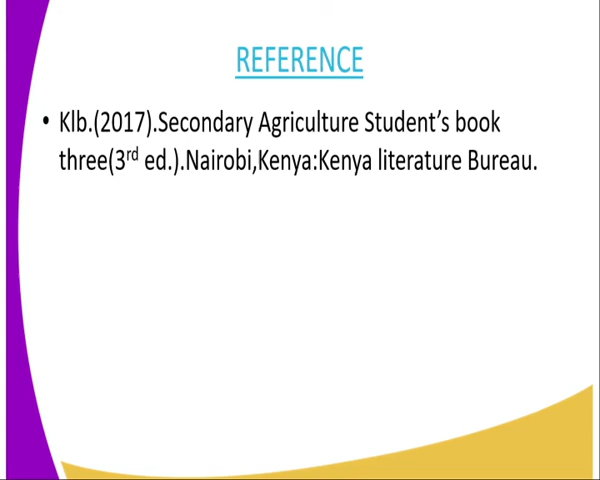 REFERENCE
• Klb.(2017).Secondary Agriculture Student's book
three(3rd ed.).Nairobi,Kenya:Kenya literature Bureau.